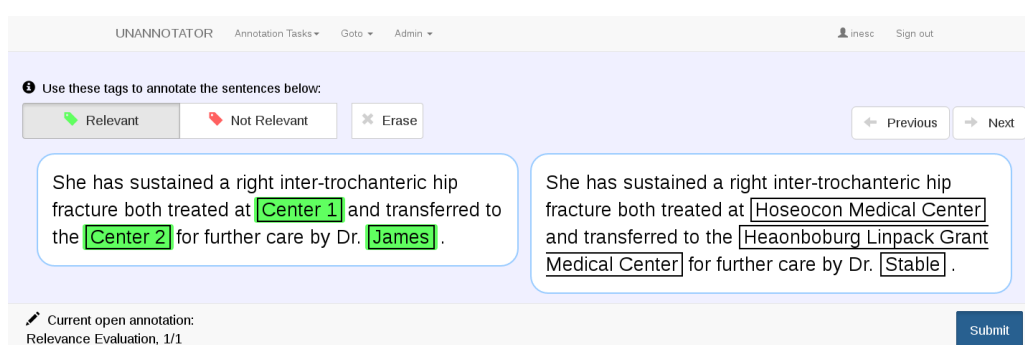 UNANNOTATOR Annotation Tasks Goto Admin inesc Sign out
Use these tags to annotate the sentences below:
Relevant Not Relevant Erase Previous Next
She has sustained a right inter-trochanteric hip
fracture both treated at Center 1 and transferred to
the Center 2 for further care by Dr. James .
She has sustained a right inter-trochanteric hip
fracture both treated at Hoseocon Medical Center
and transferred to the Heaonboburg Linpack Grant
Medical Center for further care by Dr. Stable .
Current open annotation:
Relevance Evaluation, 1/1
Submit